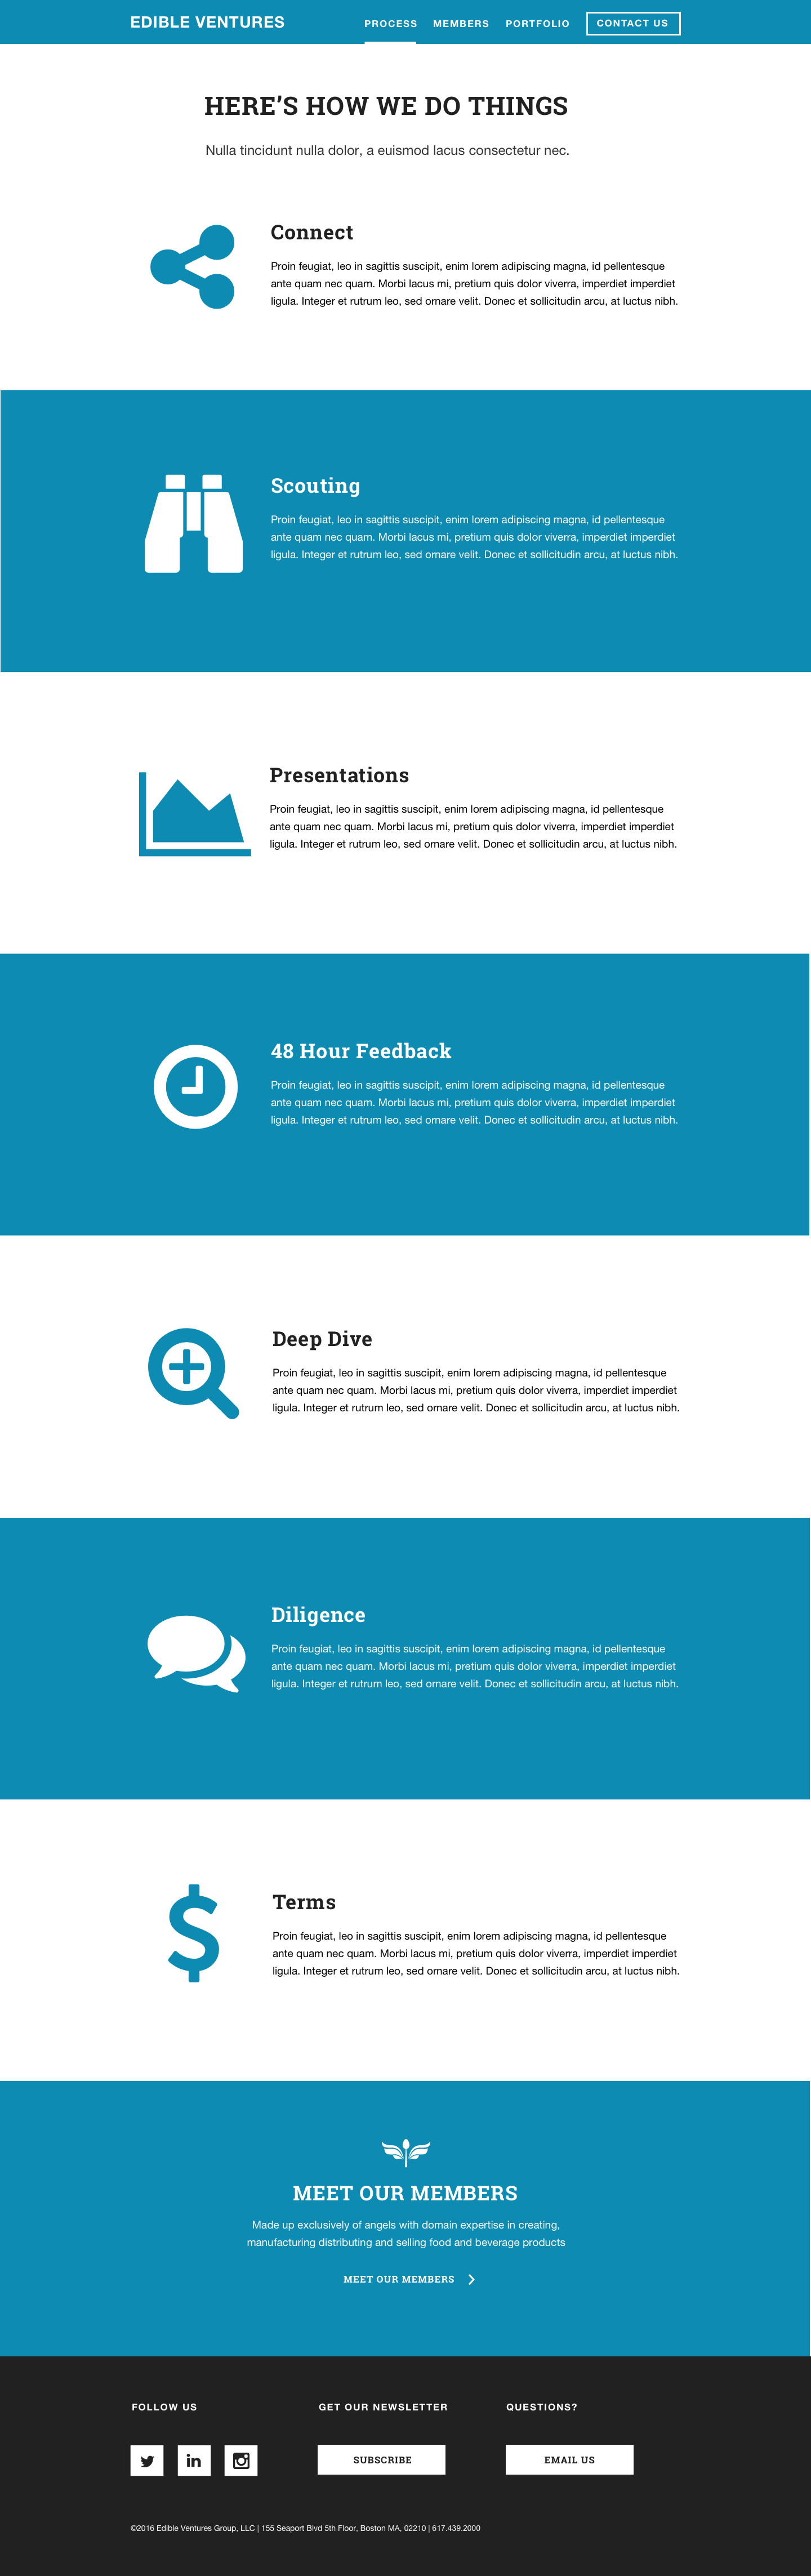 EDIBLE VENTURES
PROCESS MEMBERS PORTFOLIO CONTACT US
HERE’S HOW WE DO THINGS
Nulla tincidunt nulla dolor, a euismod lacus consectetur nec.
Connect
Proin feugiat, leo in sagittis suscipit, enim lorem adipiscing magna, id pellentesque
ante quam nec quam. Morbi lacus mi, pretium quis dolor viverra, imperdiet imperdiet
ligula. Integer et rutrum leo, sed ornare velit. Donec et sollicitudin arcu, at luctus nibh.
Scouting
Proin feugiat, leo in sagittis suscipit, enim lorem adipiscing magna, id pellentesque
ante quam nec quam. Morbi lacus mi, pretium quis dolor viverra, imperdiet imperdiet
ligula. Integer et rutrum leo, sed ornare velit. Donec et sollicitudin arcu, at luctus nibh.
Presentations
Proin feugiat, leo in sagittis suscipit, enim lorem adipiscing magna, id pellentesque
ante quam nec quam. Morbi lacus mi, pretium quis dolor viverra, imperdiet imperdiet
ligula. Integer et rutrum leo, sed ornare velit. Donec et sollicitudin arcu, at luctus nibh.
48 Hour Feedback
Proin feugiat, leo in sagittis suscipit, enim lorem adipiscing magna, id pellentesque
ante quam nec quam. Morbi lacus mi, pretium quis dolor viverra, imperdiet imperdiet
ligula. Integer et rutrum leo, sed ornare velit. Donec et sollicitudin arcu, at luctus nibh.
Deep Dive
Proin feugiat, leo in sagittis suscipit, enim lorem adipiscing magna, id pellentesque
ante quam nec quam. Morbi lacus mi, pretium quis dolor viverra, imperdiet imperdiet
ligula. Integer et rutrum leo, sed ornare velit. Donec et sollicitudin arcu, at luctus nibh.
Diligence
Proin feugiat, leo in sagittis suscipit, enim lorem adipiscing magna, id pellentesque
ante quam nec quam. Morbi lacus mi, pretium quis dolor viverra, imperdiet imperdiet
ligula. Integer et rutrum leo, sed ornare velit. Donec et sollicitudin arcu, at luctus nibh.
Terms
Proin feugiat, leo in sagittis suscipit, enim lorem adipiscing magna, id pellentesque
ante quam nec quam. Morbi lacus mi, pretium quis dolor viverra, imperdiet imperdiet
ligula. Integer et rutrum leo, sed ornare velit. Donec et sollicitudin arcu, at luctus nibh.
MEET OUR MEMBERS
Made up exclusively of angels with domain expertise in creating,
manufacturing distributing and selling food and beverage products
MEET OUR MEMBERS
FOLLOW US GET OUR NEWSLETTER QUESTIONS?
in SUBSCRIBE EMAIL US
©2016 Edible Ventures Group, LLC | 155 Seaport Blvd 5th Floor, Boston MA, 02210 | 617.439.2000